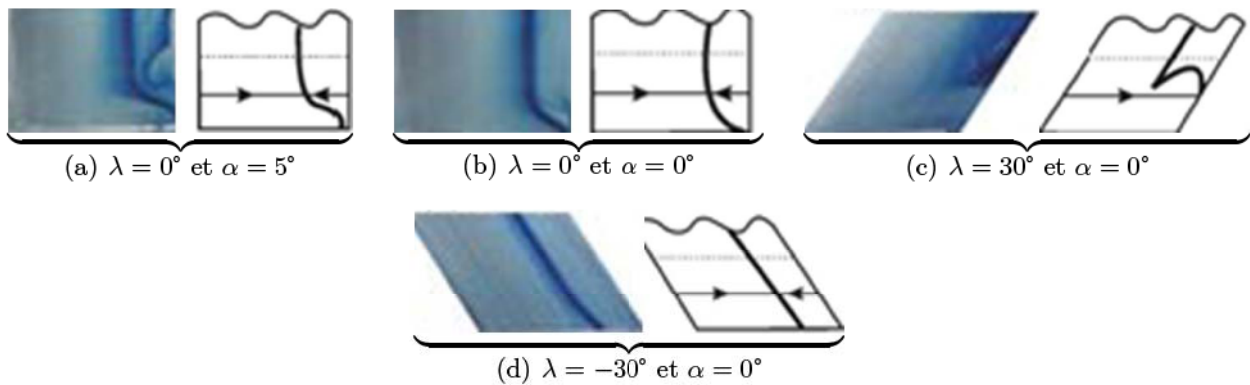 (a) λ = 0° et α = 5°
(b) λ = 0° et α = 0°
(c) λ = 30° et α = 0°
(d) λ = −30° et α = 0°